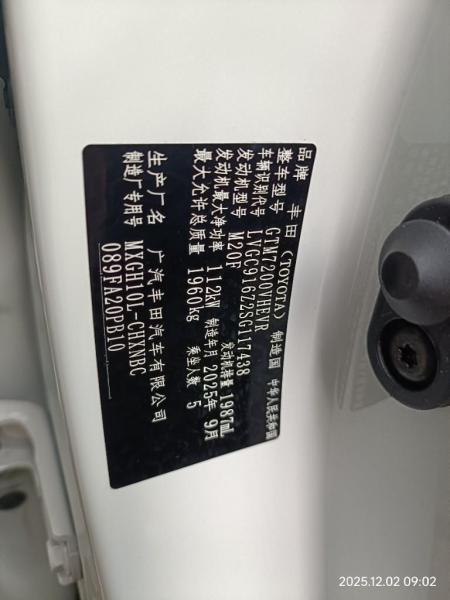 品牌 丰田(TOYOTA) 制造国 中华人民共和国
整车型号 GTM7200VHEVR
车辆识别代号 LVGC916Z2SG117438
发动机型号 M20F 发动机排量 1987mL
发动机最大净功率 112kW 制造年月 2025年 9月
最大允许总质量 1960kg 乘坐人数 5
生产厂名 广汽丰田汽车有限公司
制造厂专用号 MXGH10L-CHXNBC
089FA20BB10
2025.12.02 09:02